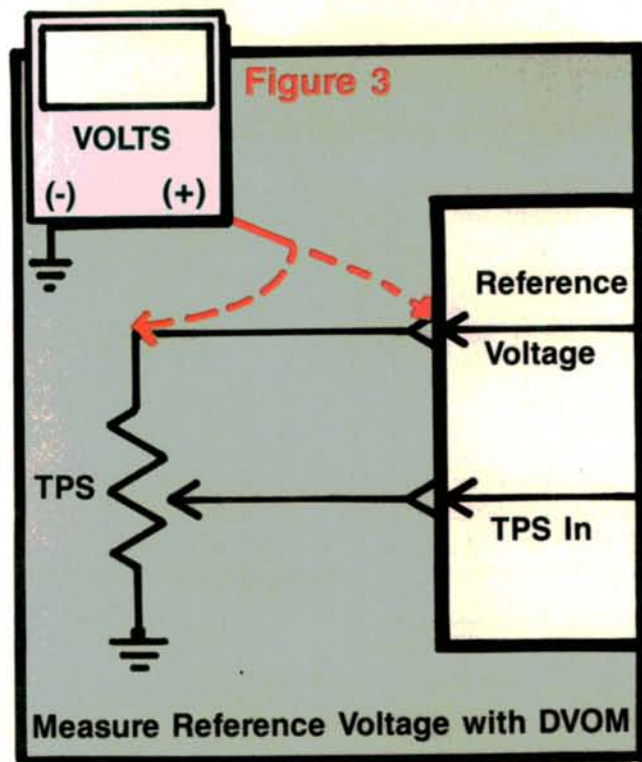 Figure 3
VOLTS
(-) (+)
Reference
Voltage
TPS
TPS In
Measure Reference Voltage with DVOM